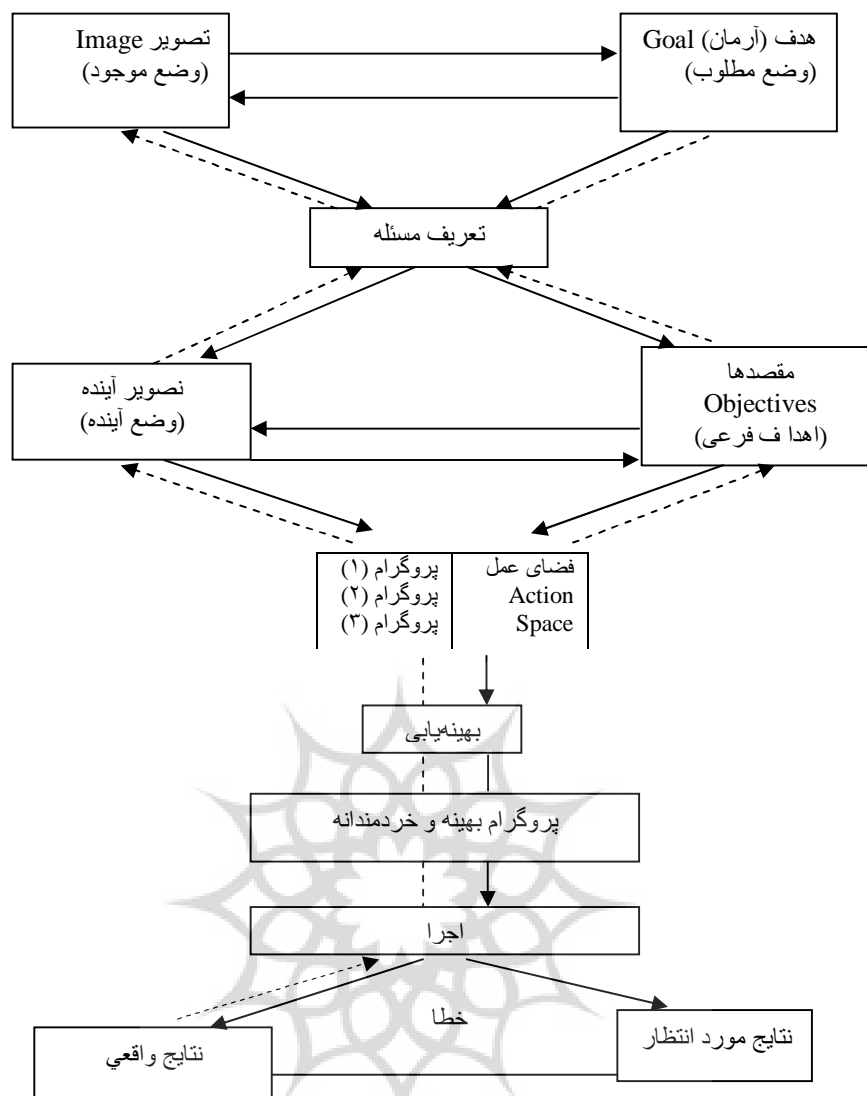 هدف (آرمان) Goal
(وضع مطلوب)
تصویر Image
(وضع موجود)
تعریف مسئله
مقصدها
Objectives
(اهدا ف فرعی)
نصویر آینده
(وضع آینده)
فضای عمل
Action
Space
پروگرام (۱)
پروگرام (۲)
پروگرام (۳)
بهینه‌یابی
پروگرام بهینه و خردمندانه
اجرا
خطا
نتایج مورد انتظار
نتایج واقعي